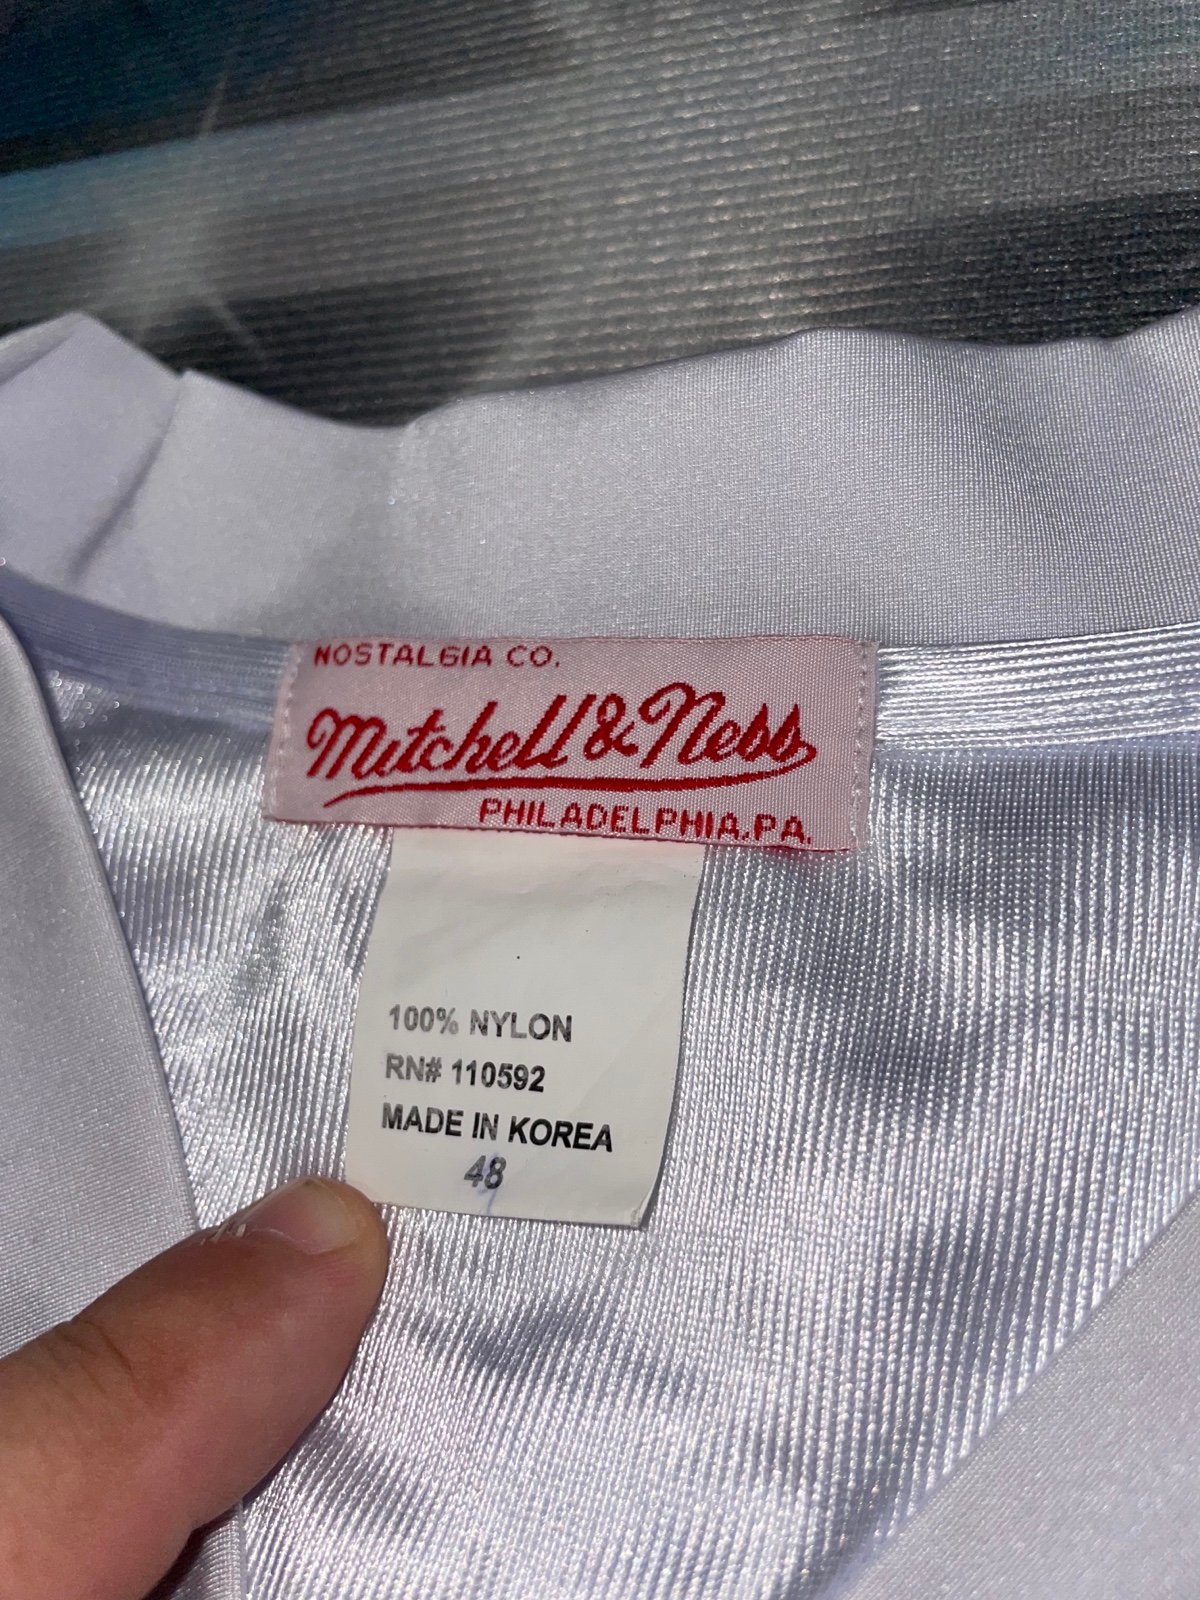 NOSTALGIA CO.
Mitchell & Ness
PHILADELPHIA, PA.
100% NYLON
RN# 110592
MADE IN KOREA
48